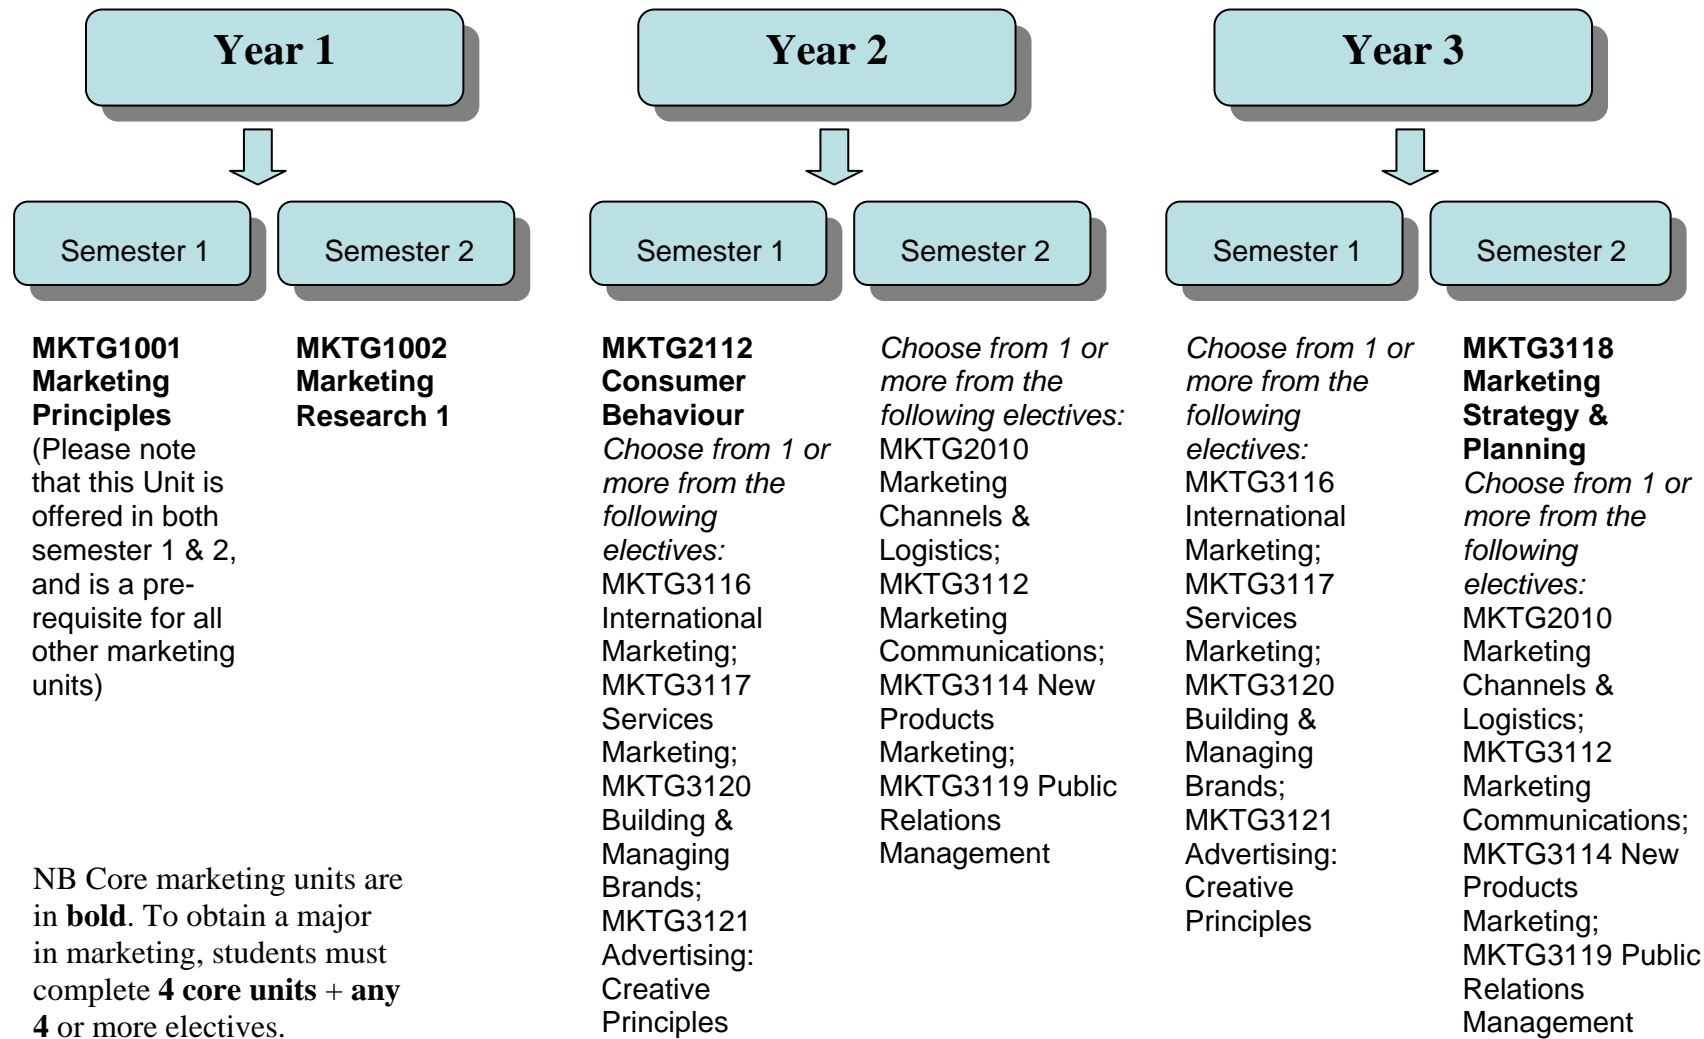 Year 1
Year 2
Year 3
Semester 1
Semester 2
Semester 1
Semester 2
Semester 1
Semester 2
MKTG1001
Marketing
Principles
(Please note
that this Unit is
offered in both
semester 1 & 2,
and is a pre-
requisite for all
other marketing
units)
MKTG1002
Marketing
Research 1
MKTG2112
Consumer
Behaviour
Choose from 1 or
more from the
following
electives:
MKTG3116
International
Marketing;
MKTG3117
Services
Marketing;
MKTG3120
Building &
Managing
Brands;
MKTG3121
Advertising:
Creative
Principles
Choose from 1 or
more from the
following electives:
MKTG2010
Marketing
Channels &
Logistics;
MKTG3112
Marketing
Communications;
MKTG3114 New
Products
Marketing;
MKTG3119 Public
Relations
Management
Choose from 1 or
more from the
following
electives:
MKTG3116
International
Marketing;
MKTG3117
Services
Marketing;
MKTG3120
Building &
Managing
Brands;
MKTG3121
Advertising:
Creative
Principles
MKTG3118
Marketing
Strategy &
Planning
Choose from 1 or
more from the
following
electives:
MKTG2010
Marketing
Channels &
Logistics;
MKTG3112
Marketing
Communications;
MKTG3114 New
Products
Marketing;
MKTG3119 Public
Relations
Management
NB Core marketing units are
in bold. To obtain a major
in marketing, students must
complete 4 core units + any
4 or more electives.